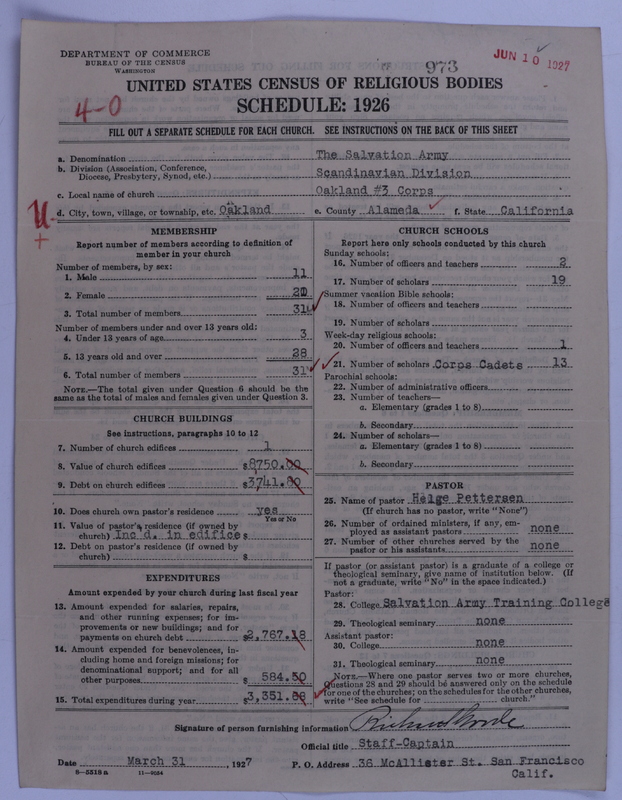 DEPARTMENT OF COMMERCE
BUREAU OF THE CENSUS
WASHINGTON
973
JUN 10 1927
UNITED STATES CENSUS OF RELIGIOUS BODIES
SCHEDULE: 1926
4-0
FILL OUT A SEPARATE SCHEDULE FOR EACH CHURCH. SEE INSTRUCTIONS ON THE BACK OF THIS SHEET
a. Denomination The Salvation Army
b. Division (Association, Conference, Diocese, Presbytery, Synod, etc.) Scandinavian Division
c. Local name of church Oakland #3 Corps
U
+
d. City, town, village, or township, etc. Oakland e. County Alameda f. State California
MEMBERSHIP
Report number of members according to definition of
member in your church
Number of members, by sex:
1. Male 11
2. Female 20
3. Total number of members 31
Number of members under and over 13 years old:
4. Under 13 years of age 3
5. 13 years old and over 28
6. Total number of members 31
NOTE.—The total given under Question 6 should be the
same as the total of males and females given under Question 3.
CHURCH BUILDINGS
See instructions, paragraphs 10 to 12
7. Number of church edifices 1
8. Value of church edifices $8750.00
9. Debt on church edifices $3,741.80
10. Does church own pastor's residence yes
Yes or No
11. Value of pastor's residence (if owned by
church) Inc d. in edifice $
12. Debt on pastor's residence (if owned by
church) $
EXPENDITURES
Amount expended by your church during last fiscal year
13. Amount expended for salaries, repairs,
and other running expenses; for im-
provements or new buildings; and for
payments on church debt $2,767.18
14. Amount expended for benevolences, in-
cluding home and foreign missions; for
denominational support; and for all
other purposes $ 584.50
15. Total expenditures during year $3,351.68
CHURCH SCHOOLS
Report here only schools conducted by this church
Sunday schools:
16. Number of officers and teachers 2
17. Number of scholars 19
Summer vacation Bible schools:
18. Number of officers and teachers
19. Number of scholars
Week-day religious schools:
20. Number of officers and teachers 1
21. Number of scholars Corps Cadets 13
Parochial schools:
22. Number of administrative officers
23. Number of teachers—
a. Elementary (grades 1 to 8)
b. Secondary
24. Number of scholars—
a. Elementary (grades 1 to 8)
b. Secondary
PASTOR
25. Name of pastor Helge Pettersen
(If church has no pastor, write "None")
26. Number of ordained ministers, if any, em-
ployed as assistant pastors none
27. Number of other churches served by the
pastor or his assistants none
If pastor (or assistant pastor) is a graduate of a college or
theological seminary, give name of institution below. (If
not a graduate, write "No" in the space indicated.)
Pastor:
28. College Salvation Army Training College
29. Theological seminary none
Assistant pastor:
30. College none
31. Theological seminary none
NOTE.—Where one pastor serves two or more churches,
Questions 28 and 29 should be answered only on the schedule
for one of the churches; on the schedules for the other churches,
write "See schedule for church."
Signature of person furnishing information Richard
Official title Staff-Captain
Date March 31, 1927 P. O. Address 36 McAllister St. San Francisco
Calif.
8—5518 a 11—9054